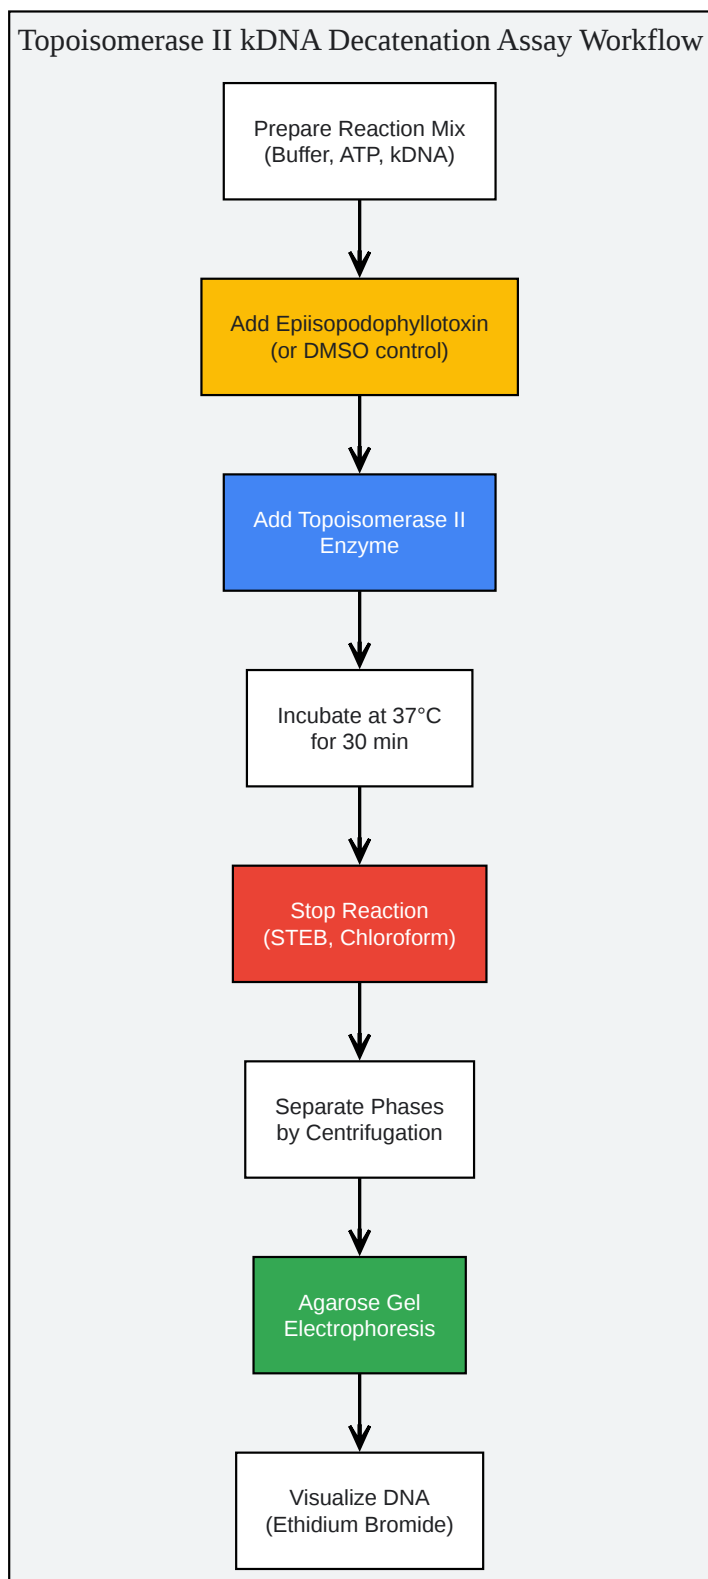 Topoisomerase II kDNA Decatenation Assay Workflow
Prepare Reaction Mix
(Buffer, ATP, kDNA)
Add Epiisopodophyllotoxin
(or DMSO control)
Add Topoisomerase II
Enzyme
Incubate at 37°C
for 30 min
Stop Reaction
(STEB, Chloroform)
Separate Phases
by Centrifugation
Agarose Gel
Electrophoresis
Visualize DNA
(Ethidium Bromide)